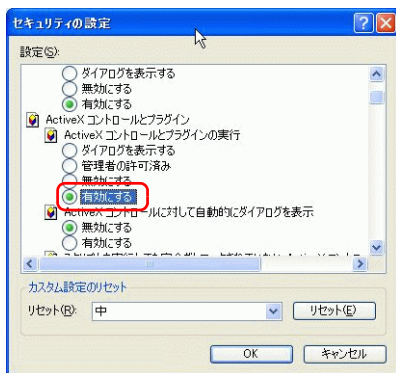 セキュリティの設定
設定(S):
ダイアログを表示する
無効にする
有効にする
ActiveX コントロールとプラグイン
ActiveX コントロールとプラグインの実行
ダイアログを表示する
管理者の許可済み
無効にする
有効にする
ActiveX コントロールに対して自動的にダイアログを表示
無効にする
有効にする
カスタム設定のリセット
リセット(R):
中
リセット(E)
OK
キャンセル